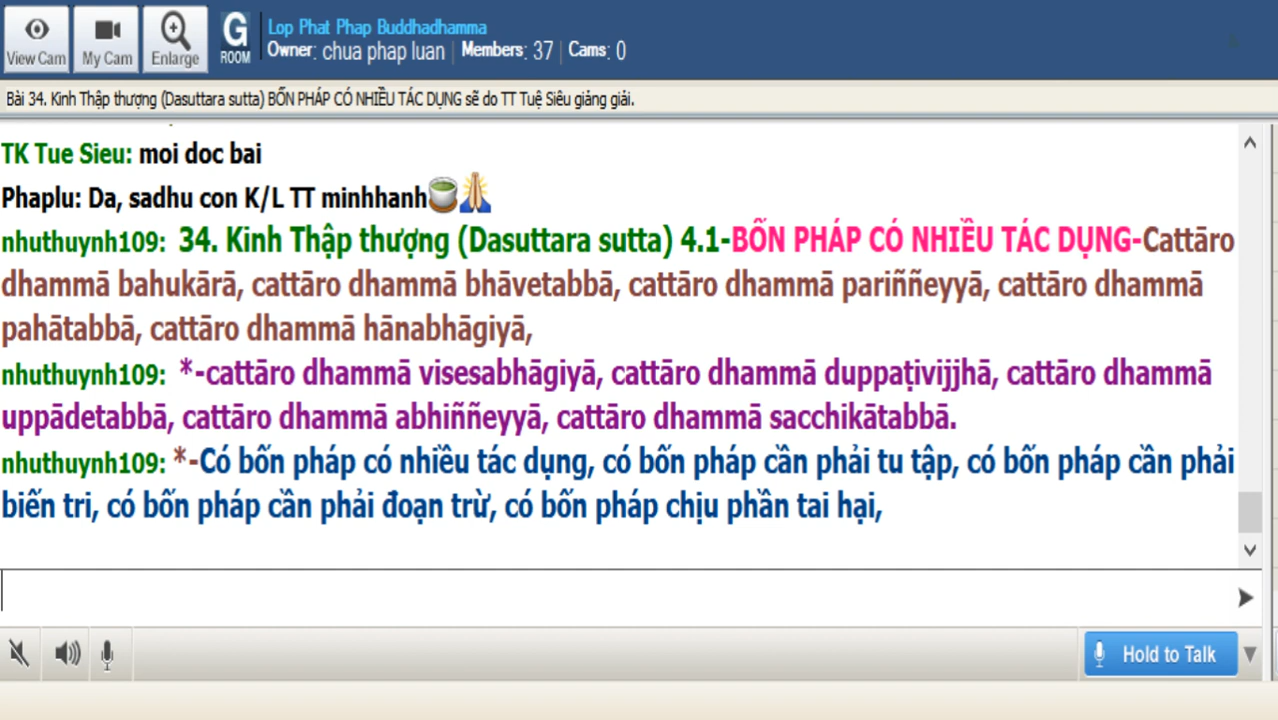 View Cam
My Cam
Enlarge
G
ROOM
Lop Phat Phap Buddhadhamma
Owner: chua phap luan | Members: 37 | Cams: 0
Bài 34. Kinh Thập thượng (Dasuttara sutta) BỐN PHÁP CÓ NHIỀU TÁC DỤNG sẽ do TT Tuệ Siêu giảng giải.
TK Tue Sieu: moi doc bai
Phaplu: Da, sadhu con K/L TT minhhanh
nhuthuynh109: 34. Kinh Thập thượng (Dasuttara sutta) 4.1-BỐN PHÁP CÓ NHIỀU TÁC DỤNG-Cattāro
dhammā bahukārā, cattāro dhammā bhāvetabbā, cattāro dhammā pariññeyyā, cattāro dhammā
pahātabbā, cattāro dhammā hānabhāgiyā,
nhuthuynh109: *-cattāro dhammā visesabhāgiyā, cattāro dhammā duppaṭivijjhā, cattāro dhammā
uppādetabbā, cattāro dhammā abhiññeyyā, cattāro dhammā sacchikātabbā.
nhuthuynh109: *-Có bốn pháp có nhiều tác dụng, có bốn pháp cần phải tu tập, có bốn pháp cần phải
biến tri, có bốn pháp cần phải đoạn trừ, có bốn pháp chịu phần tai hại,
Hold to Talk